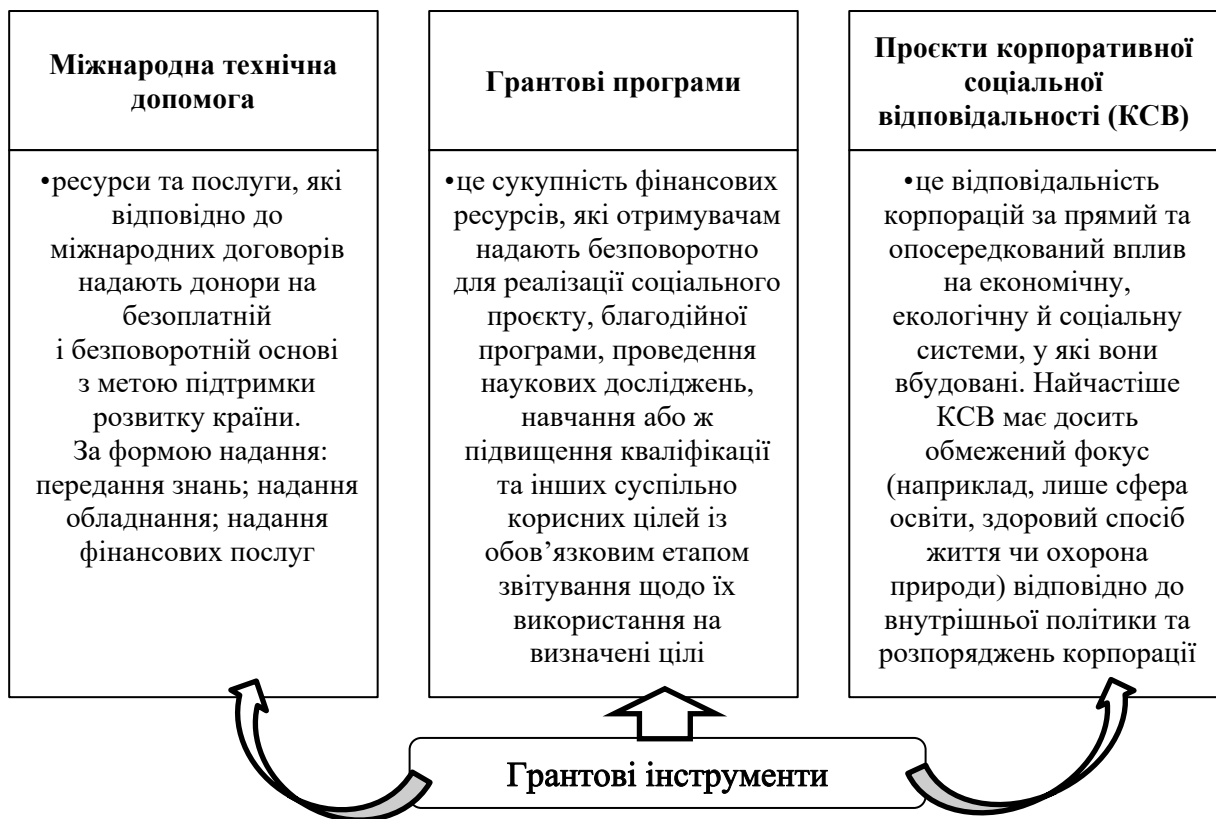 Міжнародна технічна
допомога
•ресурси та послуги, які
відповідно до
міжнародних договорів
надають донори на
безоплатній
і безповоротній основі
з метою підтримки
розвитку країни.
За формою надання:
передання знань; надання
обладнання; надання
фінансових послуг
Грантові програми
•це сукупність фінансових
ресурсів, які отримувачам
надають безповоротно
для реалізації соціального
проєкту, благодійної
програми, проведення
наукових досліджень,
навчання або ж
підвищення кваліфікації
та інших суспільно
корисних цілей із
обов’язковим етапом
звітування щодо їх
використання на
визначені цілі
Проєкти корпоративної
соціальної
відповідальності (КСВ)
•це відповідальність
корпорацій за прямий та
опосередкований вплив
на економічну,
екологічну й соціальну
системи, у які вони
вбудовані. Найчастіше
КСВ має досить
обмежений фокус
(наприклад, лише сфера
освіти, здоровий спосіб
життя чи охорона
природи) відповідно до
внутрішньої політики та
розпоряджень корпорації
Грантові інструменти